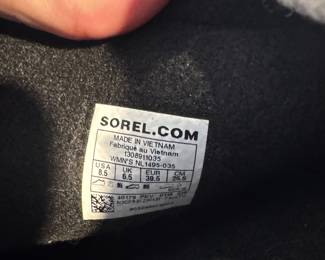 SOREL.COM
MADE IN VIETNAM
Fabriqué au Vietnam
1308911035
WMN'S NL1495-035
USA UK EUR CM
8.5 6.5 39.5 25.5